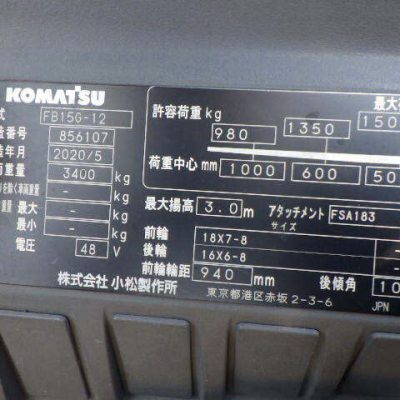 KOMATSU
式 FB15G-12
造番号 856107
造年月 2020/5
両重量 3400 kg
- kg
最大 - kg
最小 -
電圧 48 V
許容荷重 kg
最大
980 1350 150
荷重中心 mm 1000 600 50
最大揚高 3.0 m アタッチメント FSA183
サイズ
前輪 18X7-8 -
後輪 16X6-8 -
前輪輪距 940 mm 後傾角 10
株式会社 小松製作所
東京都港区赤坂2-3-6 JPN